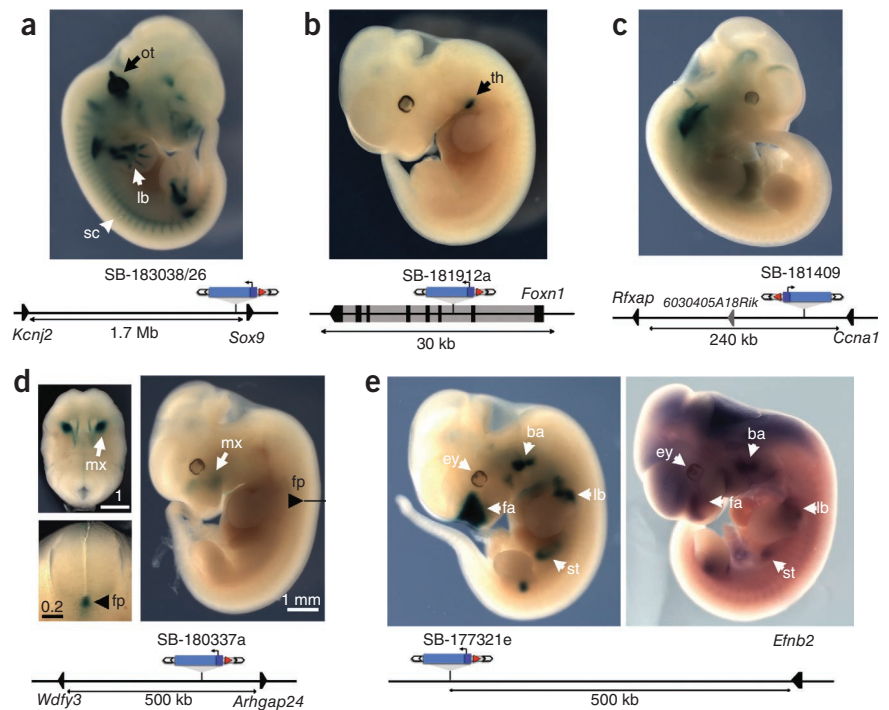 a
ot
lb
sc
SB-183038/26
Kcnj2
1.7 Mb
Sox9
b
th
SB-181912a
Foxn1
30 kb
c
SB-181409
Rfxap
6030405A18Rik
240 kb
Ccna1
d
mx
1
mx
fp
fp
0.2
1 mm
SB-180337a
Wdfy3
500 kb
Arhgap24
e
ba
ey
lb
fa
st
ba
ey
fa
lb
st
SB-177321e
Efnb2
500 kb